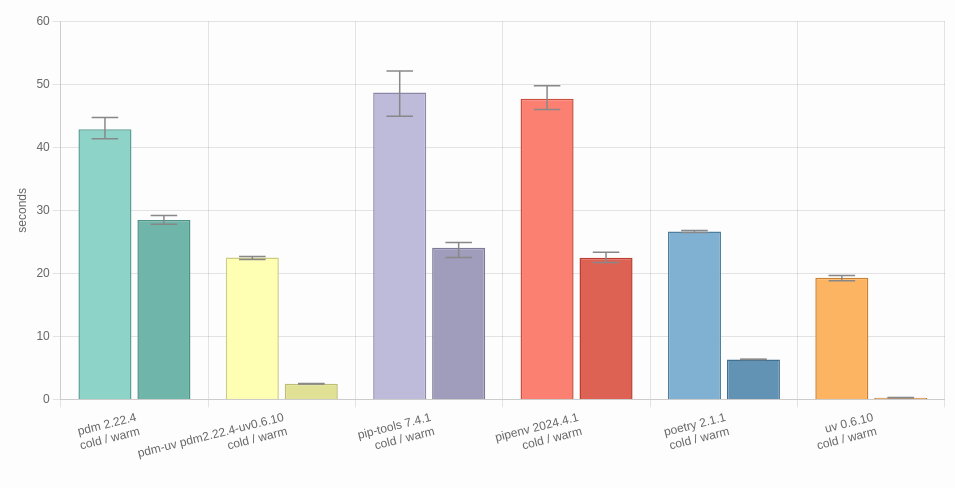 60
50
40
30
20
10
0
seconds
pdm 2.22.4
cold / warm
pdm-uv pdm2.22.4-uv0.6.10
cold / warm
pip-tools 7.4.1
cold / warm
pipenv 2024.4.1
cold / warm
poetry 2.1.1
cold / warm
uv 0.6.10
cold / warm